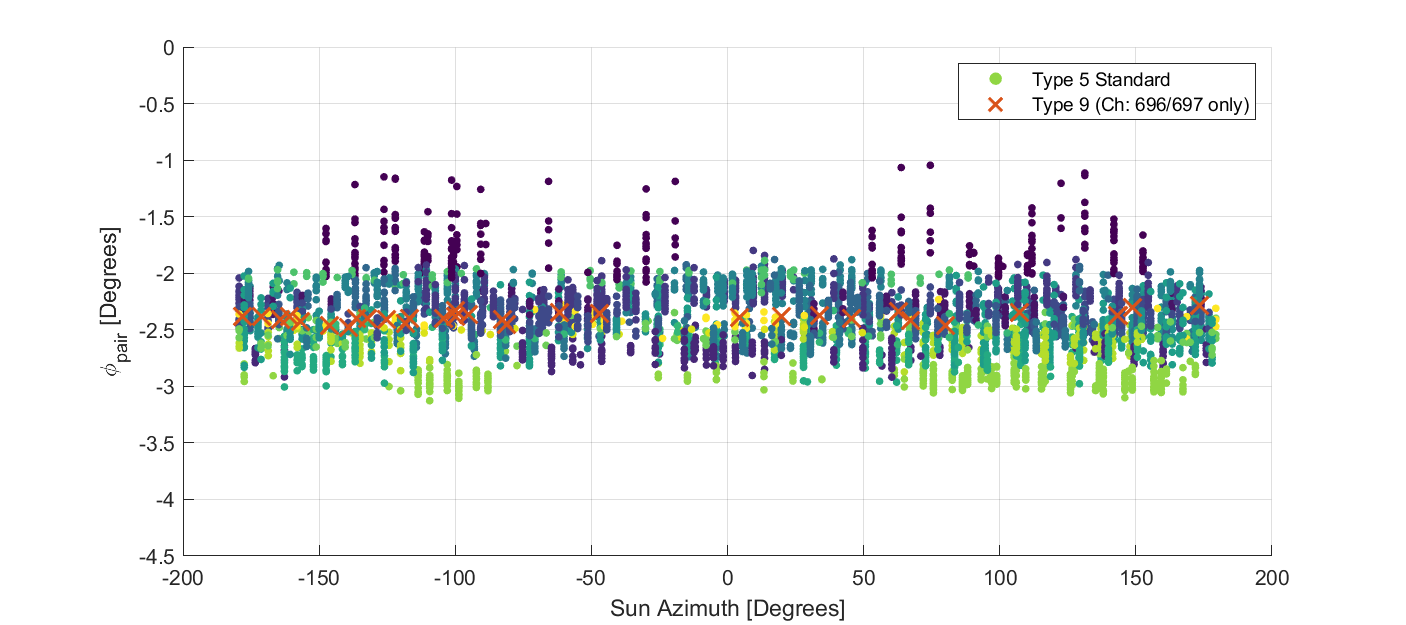 0
-0.5
-1
-1.5
-2
-2.5
-3
-3.5
-4
-4.5
ϕpair [Degrees]
Type 5 Standard
Type 9 (Ch: 696/697 only)
-200 -150 -100 -50 0 50 100 150 200
Sun Azimuth [Degrees]